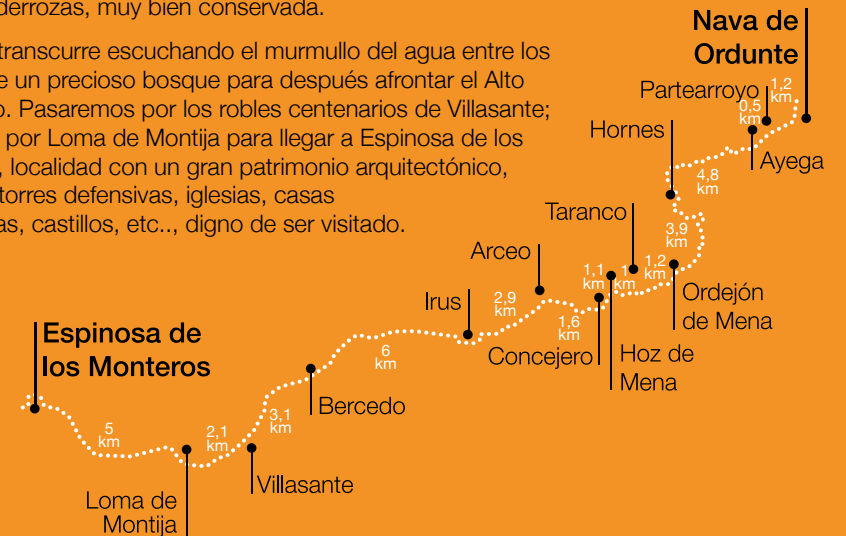 derrozas, muy bien conservada.
transcurre escuchando el murmullo del agua entre los
e un precioso bosque para después afrontar el Alto
o. Pasaremos por los robles centenarios de Villasante;
por Loma de Montija para llegar a Espinosa de los
, localidad con un gran patrimonio arquitectónico,
torres defensivas, iglesias, casas
as, castillos, etc.., digno de ser visitado.
Nava de
Ordunte
Partearroyo
1,2
km
0,5
km
Ayega
Hornes
4,8
km
Taranco
3,9
km
Arceo
1,1
km
1
km
1,2
km
Ordejón
de Mena
Irus
2,9
km
1,6
km
Concejero
Hoz de
Mena
Espinosa de
los Monteros
6
km
Bercedo
5
km
2,1
km
3,1
km
Villasante
Loma de
Montija